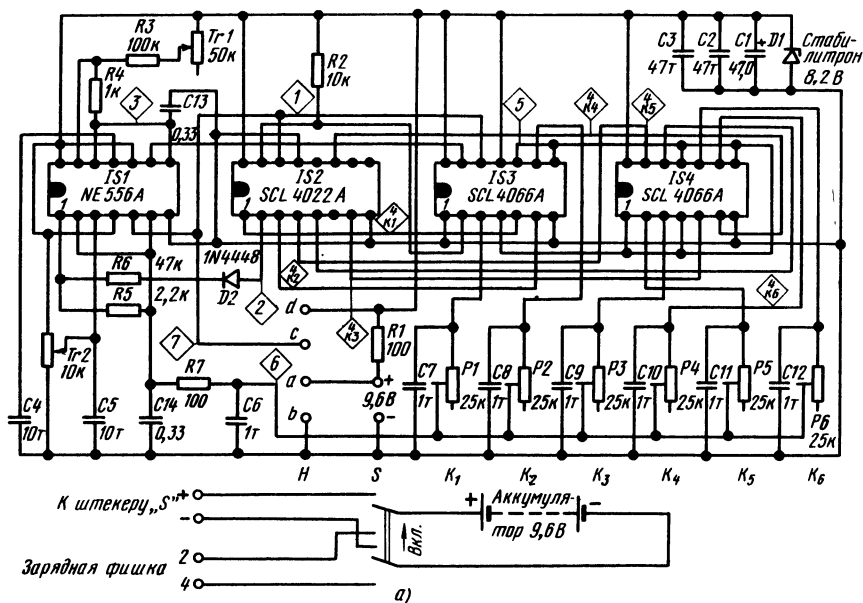 R3
100к
Tr1
50к
R4
1к
C13
0,33
R2
10к
C3
47т
C2
47т
C1
+
47,0
D1
Стаби-
литрон
8,2 В
3
1
5
4
к4
4
к5
IS1
NE 556A
1
IS2
SCL 4022 A
1
IS3
SCL 4066A
1
IS4
SCL 4066A
1
4
к1
47к
R6
1N4448
D2
4
к2
2
4
к3
4
к6
R5
2,2к
7
d
c
a
b
R1
100
+
9,6В
-
Tr2
10к
R7
100
6
C4
10т
C5
10т
C14
0,33
C6
1т
C7
1т
P1
25к
C8
1т
P2
25к
C9
1т
P3
25к
C10
1т
P4
25к
C11
1т
P5
25к
C12
1т
P6
25к
H
S
K1
K2
K3
K4
K5
K6
К штекеру „S"
+
-
Зарядная фишка
2
4
Вкл.
+
Аккумуля-
тор 9,6В
-
а)